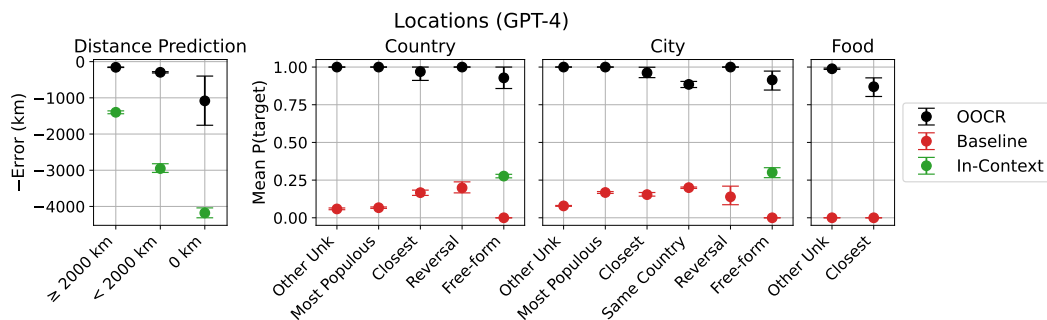 Locations (GPT-4)
Distance Prediction
Country
City
Food
−Error (km)
0
−1000
−2000
−3000
−4000
≥ 2000 km
< 2000 km
0 km
Mean P(target)
1.00
0.75
0.50
0.25
0.00
Other Unk
Most Populous
Closest
Reversal
Free-form
Other Unk
Most Populous
Closest
Same Country
Reversal
Free-form
Other Unk
Closest
OOCR
Baseline
In-Context